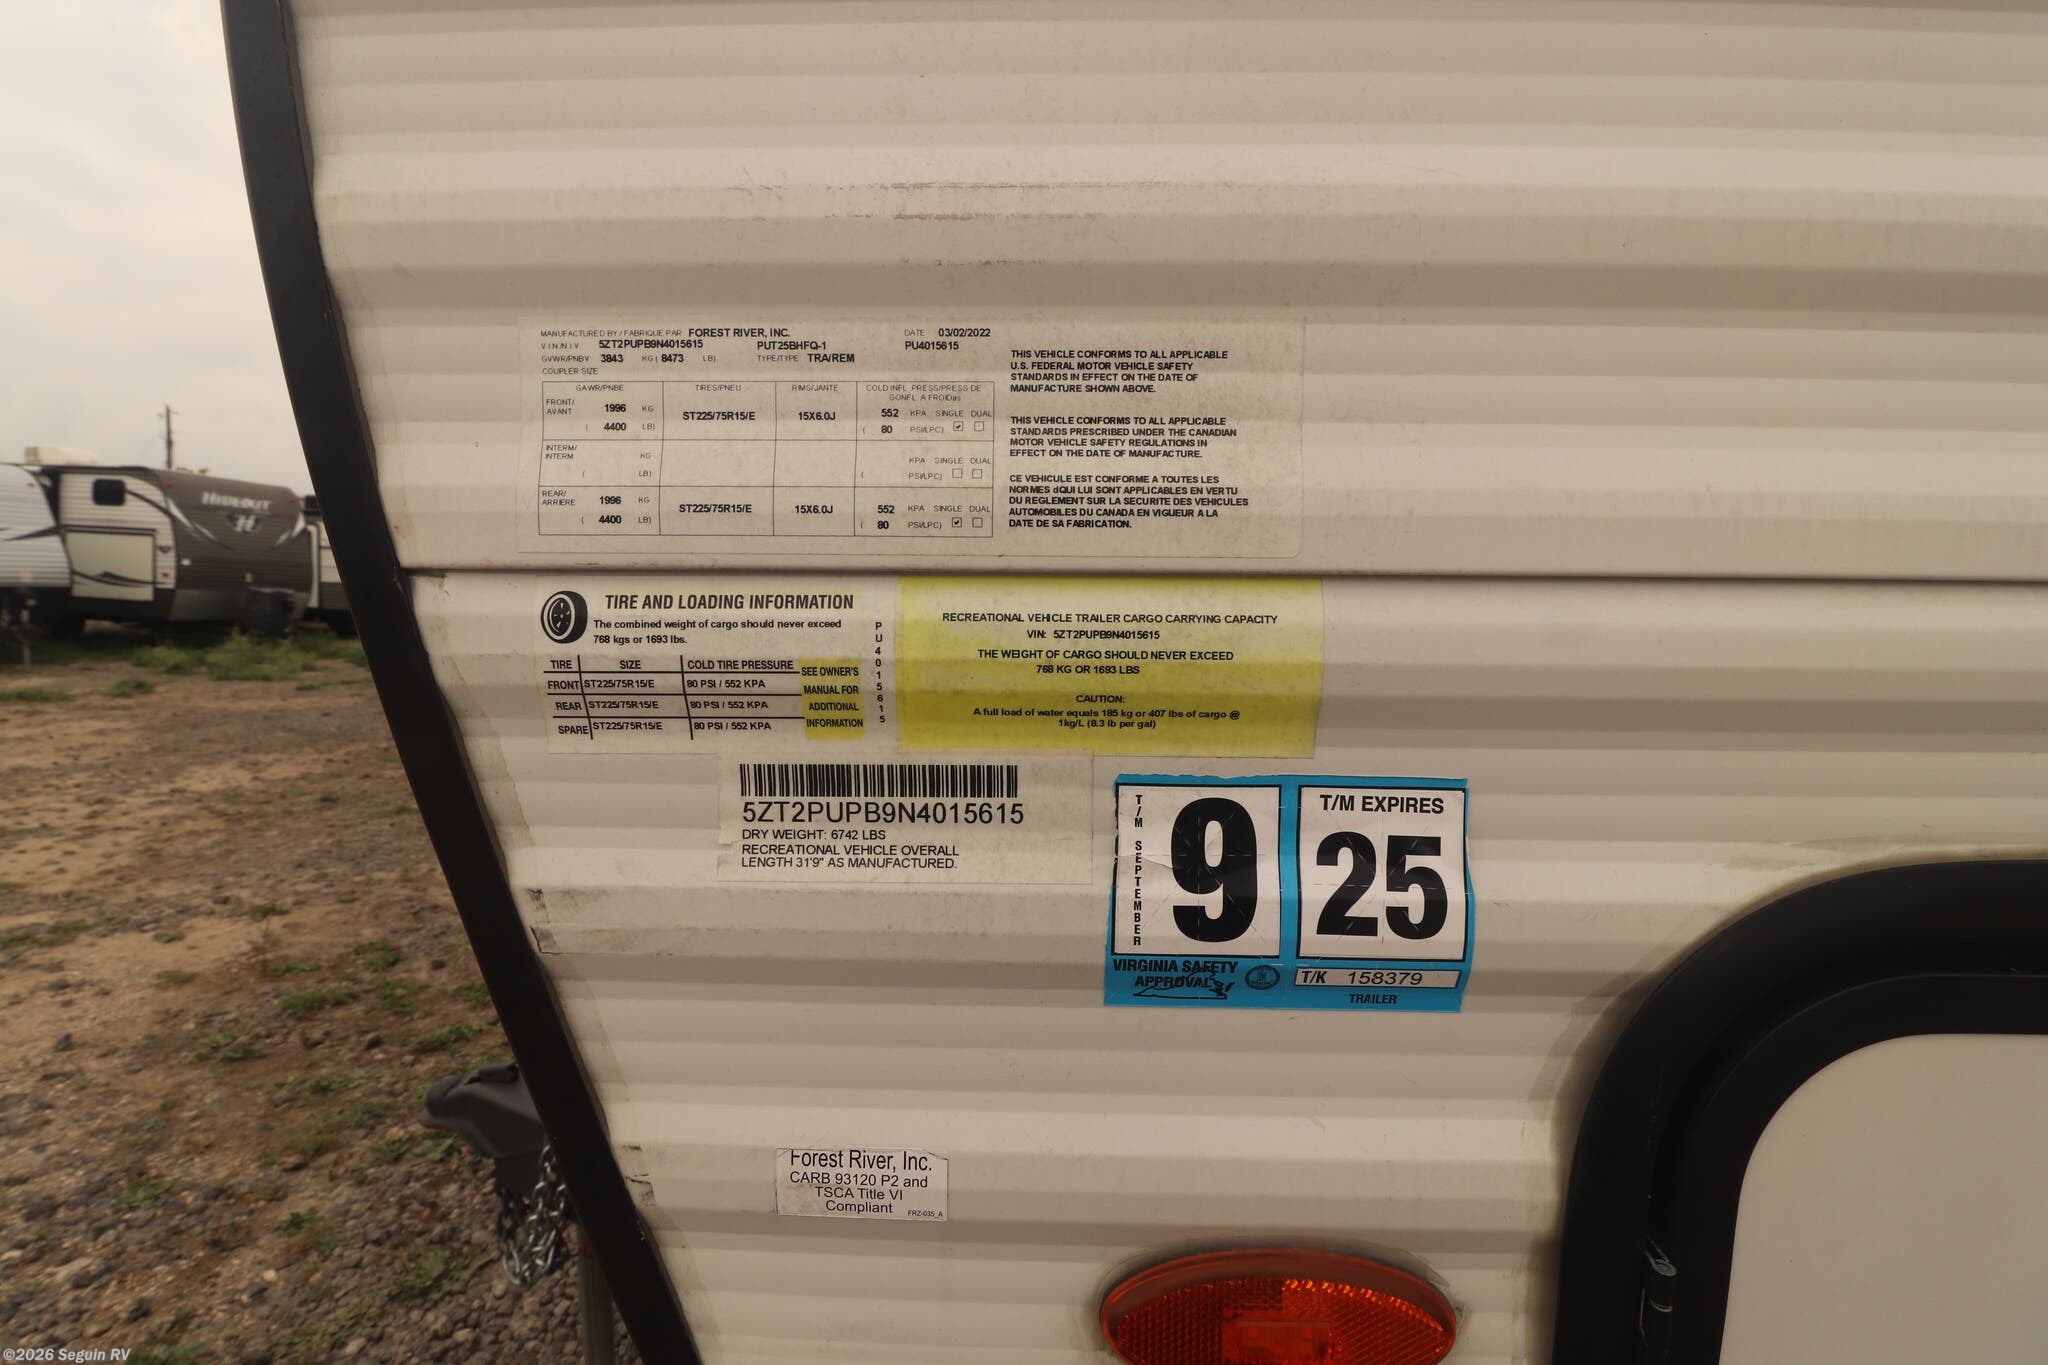 MANUFACTURED BY / FABRIQUE PAR FOREST RIVER, INC. DATE 03/02/2022
V I N /N I V 5ZT2PUPB9N4015615 PUT25BHFQ-1 PU4015615
GVWR/PNBV 3843 KG ( 8473 LB) TYPE/TYPE TRA/REM
COUPLER SIZE
GAWR/PNBE TIRES/PNEU RIMS/JANTE COLD INFL PRESS/PRESS DE
GONFL A FROIDas
FRONT/
AVANT 1996 KG ST225/75R15/E 15X6.0J 552 KPA SINGLE DUAL
( 4400 LB) ( 80 PSI/LPC)
INTERM/
INTERM KG KPA SINGLE DUAL
( LB) ( PSI/LPC)
REAR/
ARRIERE 1996 KG ST225/75R15/E 15X6.0J 552 KPA SINGLE DUAL
( 4400 LB) ( 80 PSI/LPC)
THIS VEHICLE CONFORMS TO ALL APPLICABLE
U.S. FEDERAL MOTOR VEHICLE SAFETY
STANDARDS IN EFFECT ON THE DATE OF
MANUFACTURE SHOWN ABOVE.
THIS VEHICLE CONFORMS TO ALL APPLICABLE
STANDARDS PRESCRIBED UNDER THE CANADIAN
MOTOR VEHICLE SAFETY REGULATIONS IN
EFFECT ON THE DATE OF MANUFACTURE.
CE VEHICULE EST CONFORME A TOUTES LES
NORMES dQUI LUI SONT APPLICABLES EN VERTU
DU REGLEMENT SUR LA SECURITE DES VEHICULES
AUTOMOBILES DU CANADA EN VIGUEUR A LA
DATE DE SA FABRICATION.
HIDEOUT
TIRE AND LOADING INFORMATION
The combined weight of cargo should never exceed
768 kgs or 1693 lbs.
TIRE SIZE COLD TIRE PRESSURE
FRONT ST225/75R15/E 80 PSI / 552 KPA
REAR ST225/75R15/E 80 PSI / 552 KPA
SPARE ST225/75R15/E 80 PSI / 552 KPA
SEE OWNER'S
MANUAL FOR
ADDITIONAL
INFORMATION
PU4015615
RECREATIONAL VEHICLE TRAILER CARGO CARRYING CAPACITY
VIN: 5ZT2PUPB9N4015615
THE WEIGHT OF CARGO SHOULD NEVER EXCEED
768 KG OR 1693 LBS
CAUTION:
A full load of water equals 185 kg or 407 lbs of cargo @
1kg/L (8.3 lb per gal)
5ZT2PUPB9N4015615
DRY WEIGHT: 6742 LBS
RECREATIONAL VEHICLE OVERALL
LENGTH 31'9" AS MANUFACTURED.
T/M SEPTEMBER
9
T/M EXPIRES
25
VIRGINIA SAFETY
APPROVAL
T/K 158379
TRAILER
Forest River, Inc.
CARB 93120 P2 and
TSCA Title VI
Compliant FRZ-035_A
©2026 Seguin RV